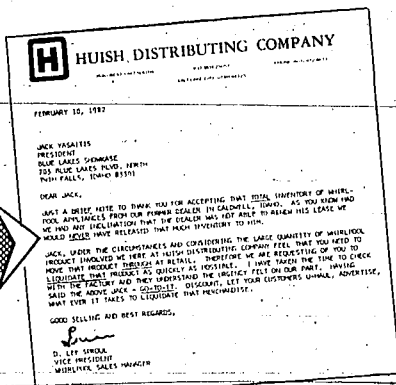 H HUISH DISTRIBUTING COMPANY
FEBRUARY 10, 1982
JACK YASAITIS
PRESIDENT
BLUE LAKES SHOWKASE
705 BLUE LAKES BLVD. NORTH
TWIN FALLS, IDAHO 83301
DEAR JACK,
JUST A BRIEF NOTE TO THANK YOU FOR ACCEPTING THAT TOTAL INVENTORY OF WHIRL-
POOL APPLIANCES FROM OUR FORMER DEALER IN CALDWELL, IDAHO. AS YOU KNOW HAD
WE HAD ANY INCLINATION THAT THE DEALER WAS NOT ABLE TO RENEW HIS LEASE WE
WOULD NEVER HAVE RELEASED THAT MUCH INVENTORY TO HIM.
JACK, UNDER THE CIRCUMSTANCES AND CONSIDERING THE LARGE QUANTITY OF WHIRLPOOL
PRODUCT INVOLVED WE HERE AT HUISH DISTRIBUTING COMPANY FEEL THAT YOU NEED TO
MOVE THAT PRODUCT THROUGH AT RETAIL. THEREFORE WE ARE REQUESTING OF YOU TO
LIQUIDATE THAT PRODUCT AS QUICKLY AS POSSIBLE. I HAVE TAKEN THE TIME TO CHECK
WITH THE FACTORY AND THEY UNDERSTAND THE URGENCY FELT ON OUR PART. HAVING
SAID THE ABOVE JACK - GO-TO-IT. DISCOUNT, LET YOUR CUSTOMERS U-HAUL, ADVERTISE,
WHAT EVER IT TAKES TO LIQUIDATE THAT MERCHANDISE.
GOOD SELLING AND BEST REGARDS,
D. LEE
VICE PRESIDENT
WHIRLPOOL SALES MANAGER